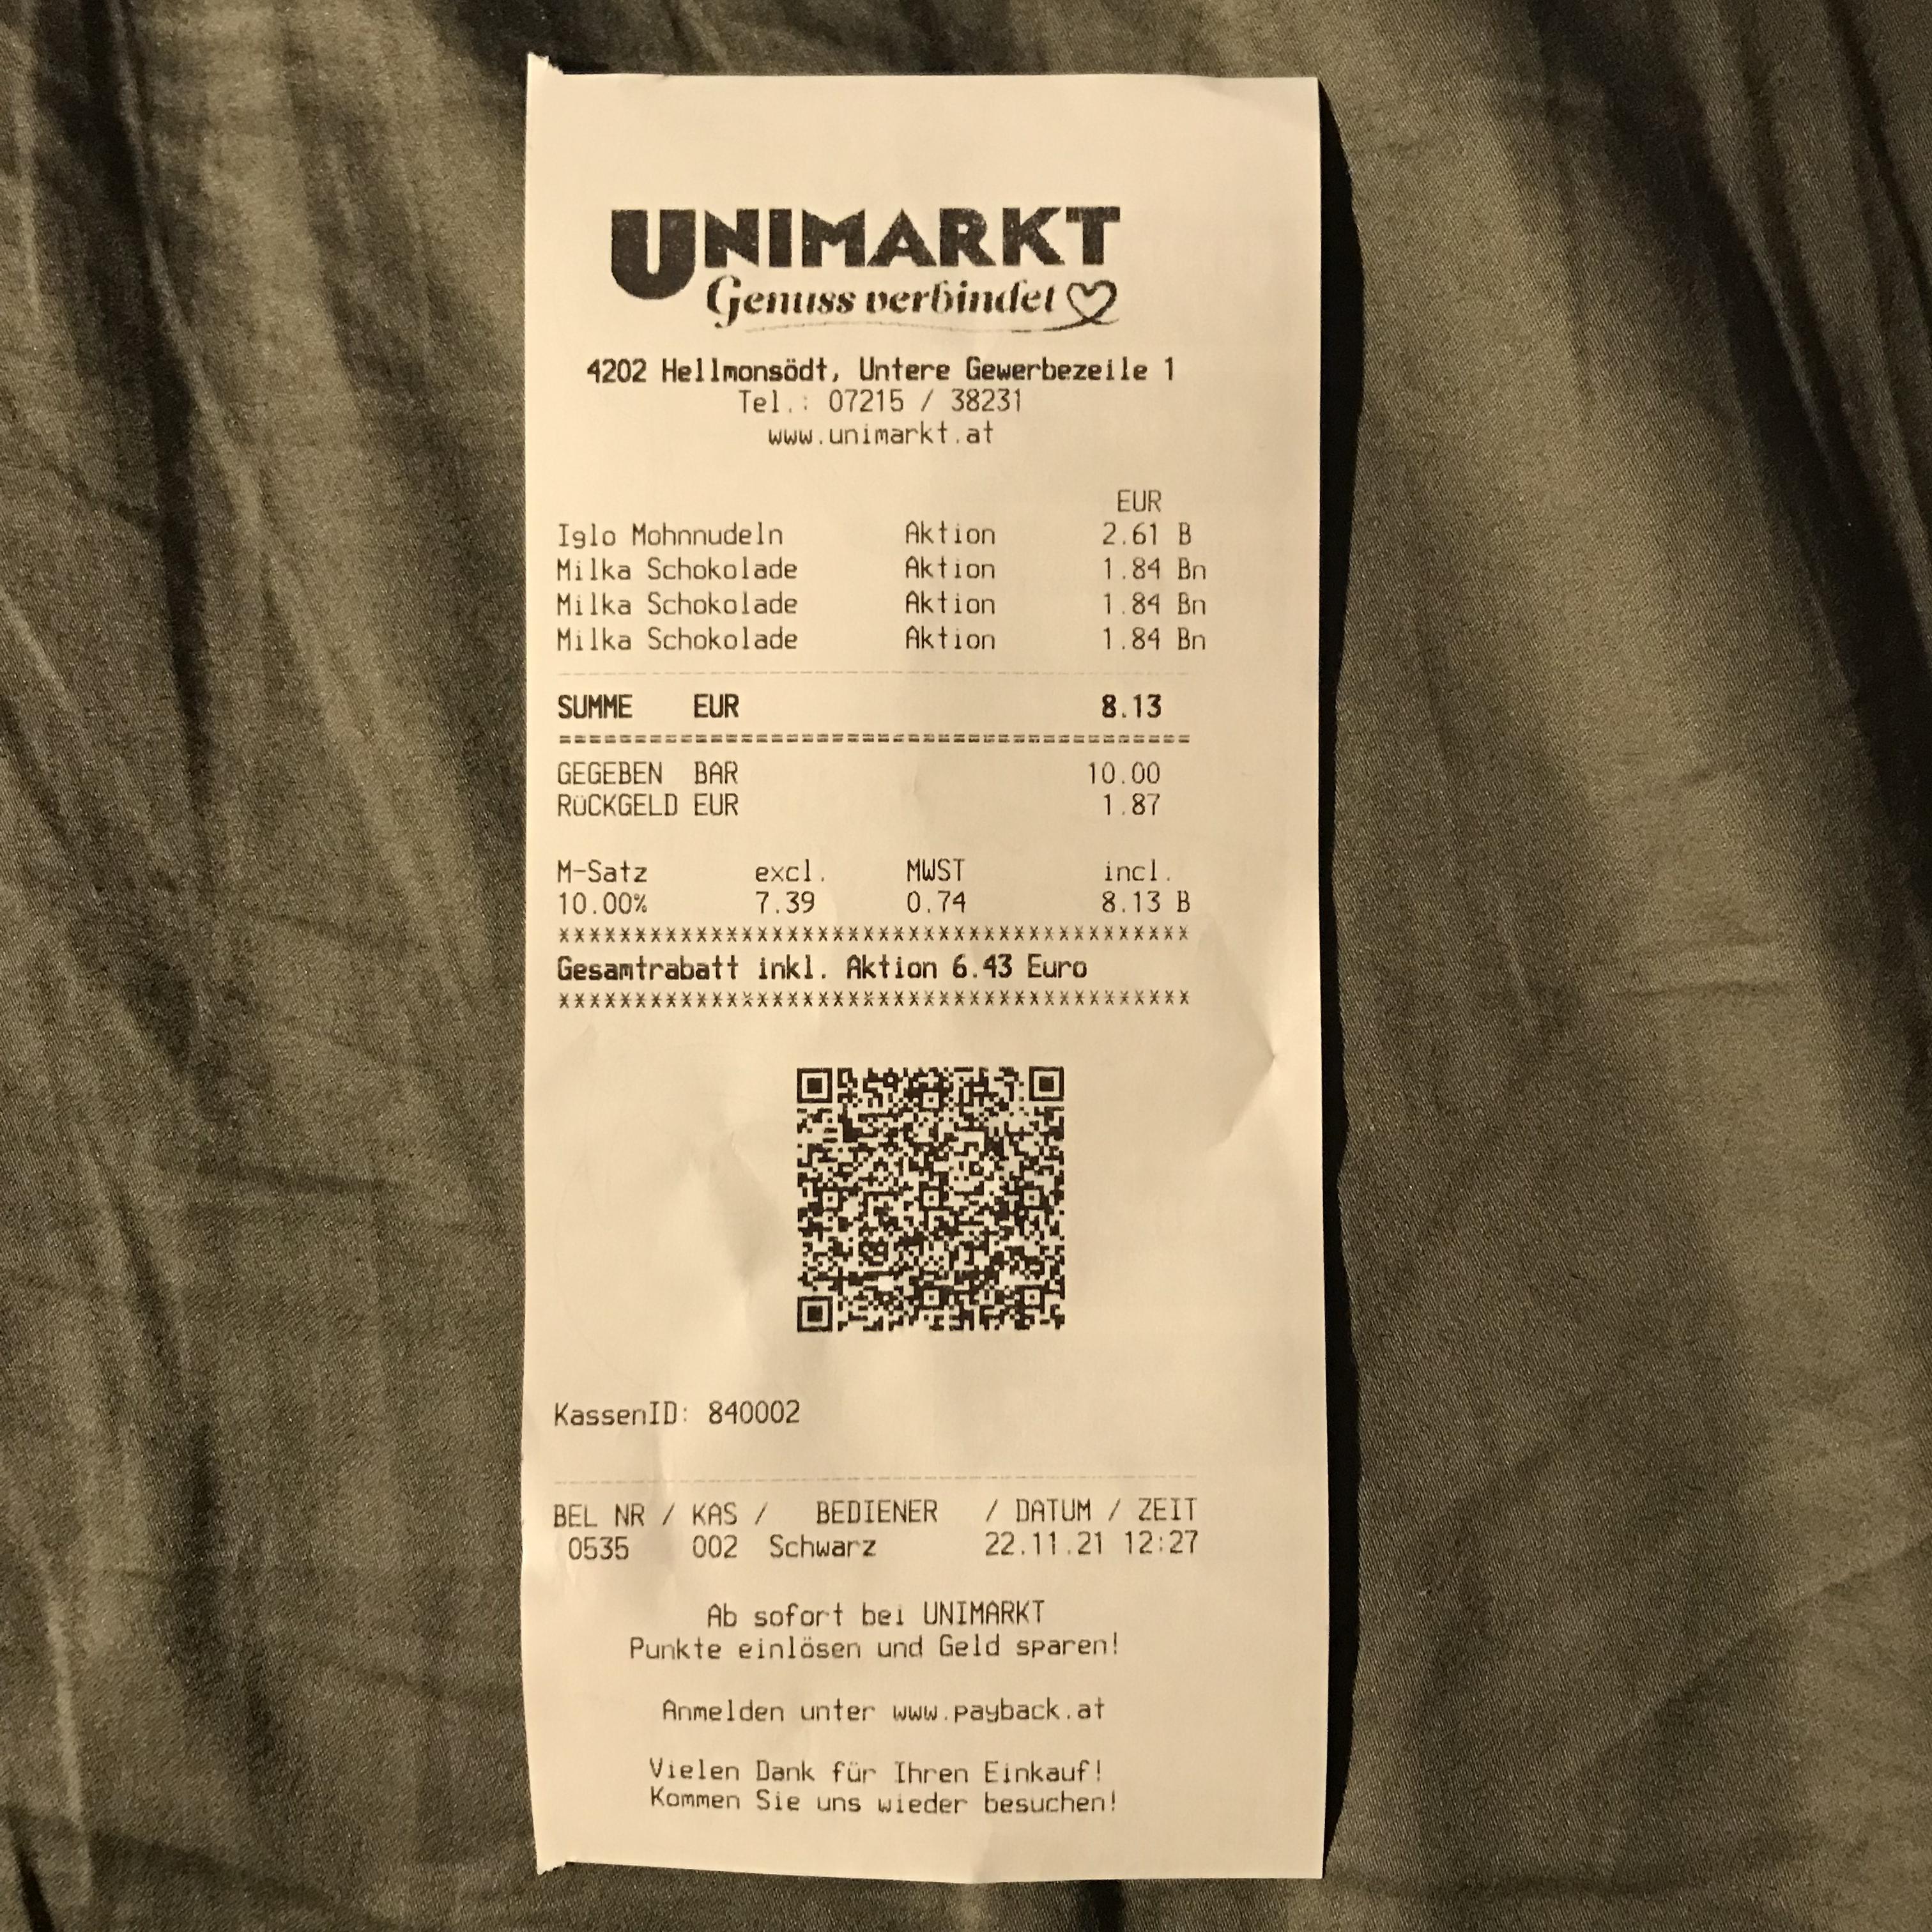 UNIMARKT
Genuss verbindet
4202 Hellmonsödt, Untere Gewerbezeile 1
Tel.: 07215 / 38231
www.unimarkt.at
EUR
Iglo Mohnnudeln Aktion 2.61 B
Milka Schokolade Aktion 1.84 Bn
Milka Schokolade Aktion 1.84 Bn
Milka Schokolade Aktion 1.84 Bn
SUMME EUR 8.13
=========================================
GEGEBEN BAR 10.00
RüCKGELD EUR 1.87
M-Satz excl. MWST incl.
10.00% 7.39 0.74 8.13 B
******************************************
Gesamtrabatt inkl. Aktion 6.43 Euro
******************************************
KassenID: 840002
BEL NR / KAS / BEDIENER / DATUM / ZEIT
0535 002 Schwarz 22.11.21 12:27
Ab sofort bei UNIMARKT
Punkte einlösen und Geld sparen!
Anmelden unter www.payback.at
Vielen Dank für Ihren Einkauf!
Kommen Sie uns wieder besuchen!